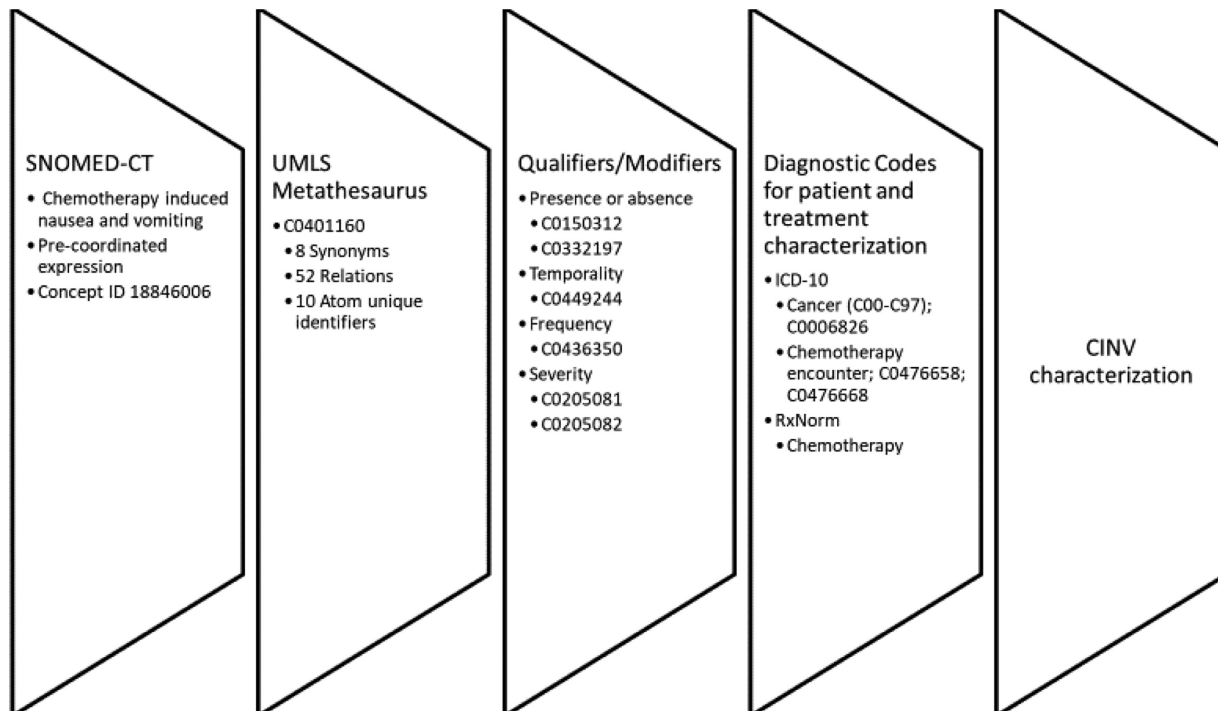 SNOMED-CT
• Chemotherapy induced
nausea and vomiting
• Pre-coordinated
expression
• Concept ID 18846006
UMLS
Metathesaurus
• C0401160
• 8 Synonyms
• 52 Relations
• 10 Atom unique
identifiers
Qualifiers/Modifiers
• Presence or absence
• C0150312
• C0332197
• Temporality
• C0449244
• Frequency
• C0436350
• Severity
• C0205081
• C0205082
Diagnostic Codes
for patient and
treatment
characterization
• ICD-10
• Cancer (C00-C97);
C0006826
• Chemotherapy
encounter; C0476658;
C0476668
• RxNorm
• Chemotherapy
CINV
characterization